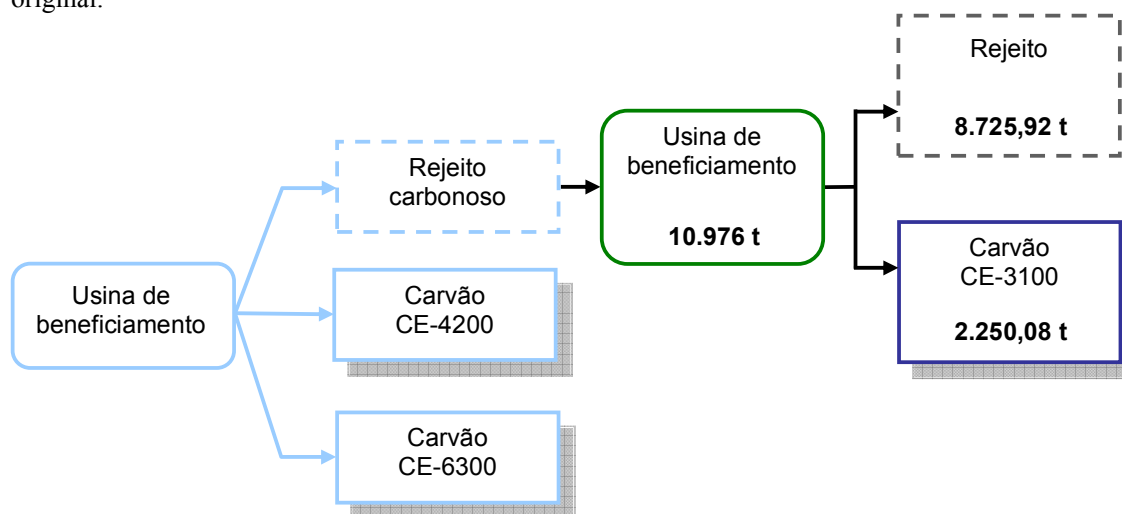 original.
Rejeito
8.725,92 t
Usina de
beneficiamento
10.976 t
Rejeito
carbonoso
Carvão
CE-3100
2.250,08 t
Usina de
beneficiamento
Carvão
CE-4200
Carvão
CE-6300